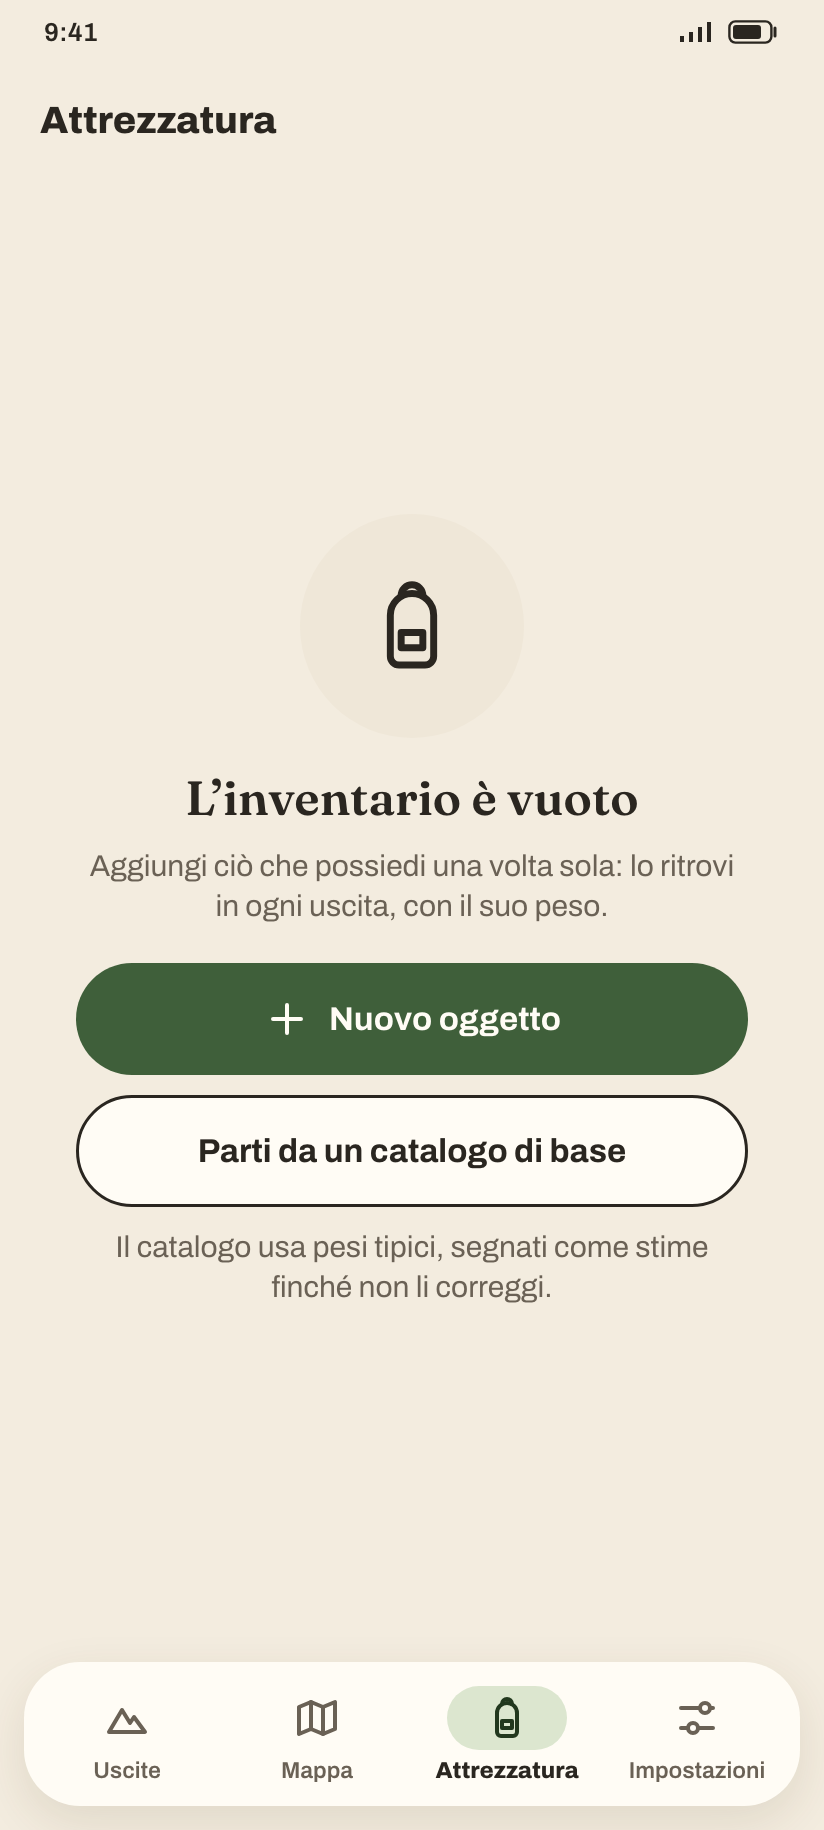 9:41
Attrezzatura
L’inventario è vuoto
Aggiungi ciò che possiedi una volta sola: lo ritrovi
in ogni uscita, con il suo peso.
Nuovo oggetto
Parti da un catalogo di base
Il catalogo usa pesi tipici, segnati come stime
finché non li correggi.
Uscite
Mappa
Attrezzatura
Impostazioni